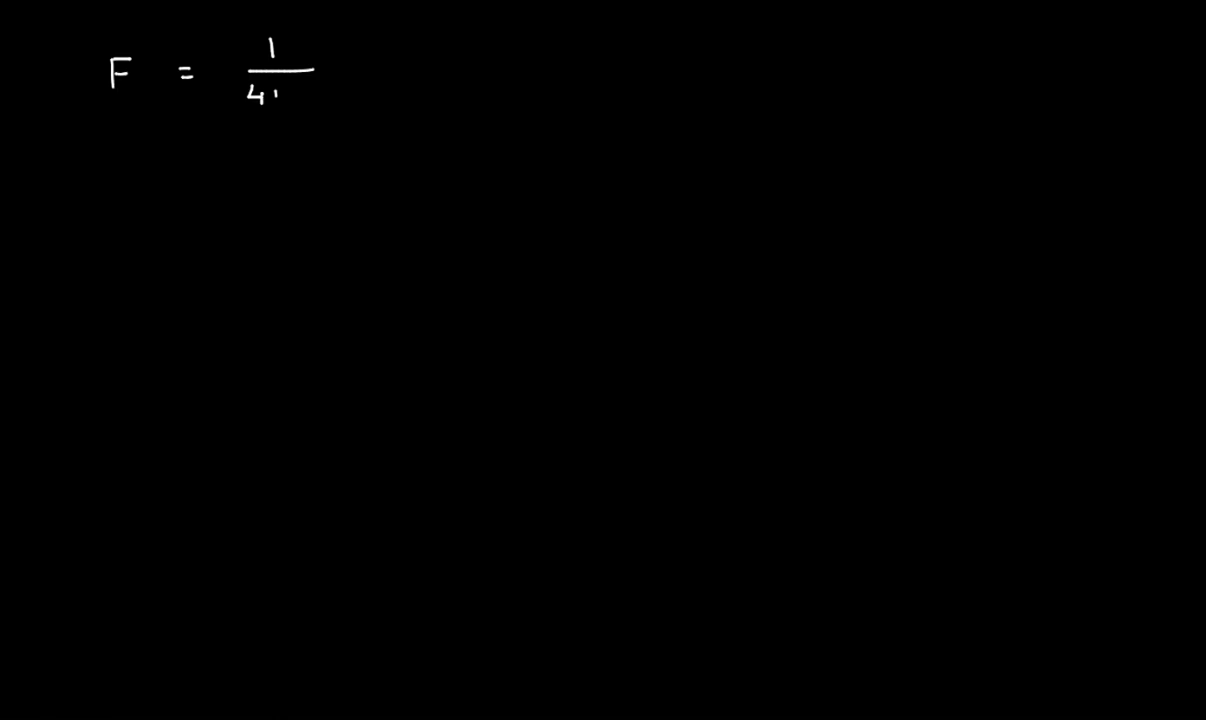 F = 1/4